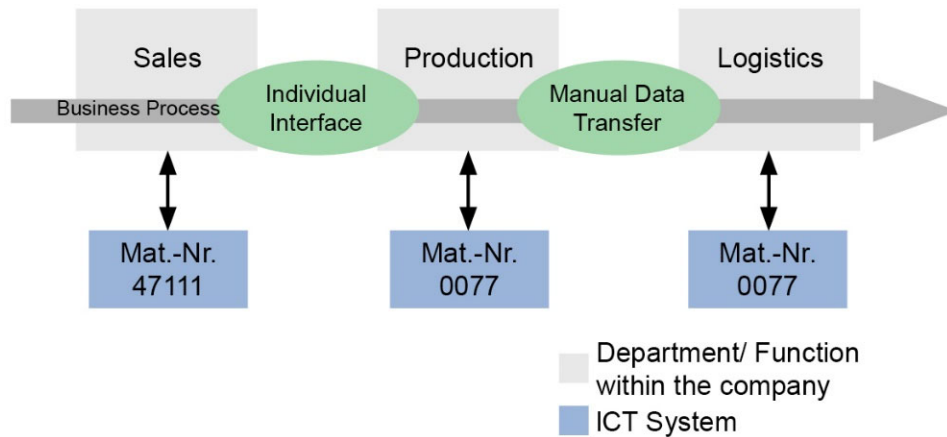 Sales
Production
Logistics
Business Process
Individual
Interface
Manual Data
Transfer
Mat.-Nr.
47111
Mat.-Nr.
0077
Mat.-Nr.
0077
Department/ Function
within the company
ICT System